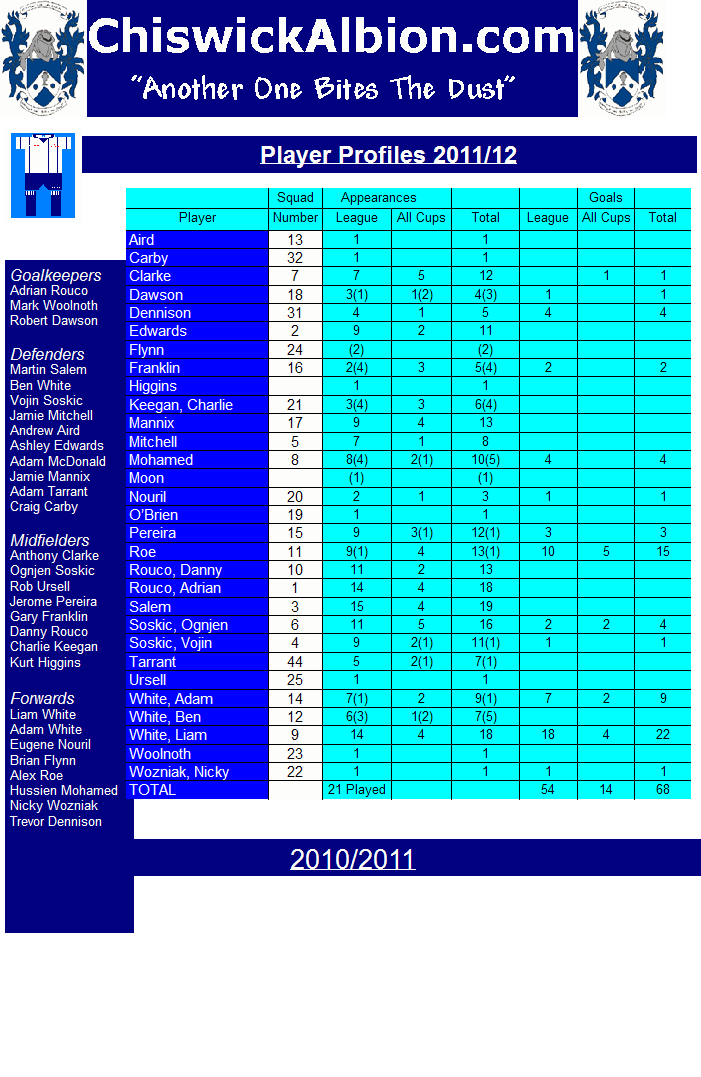 ChiswickAlbion.com
"Another One Bites The Dust"
Player Profiles 2011/12
Goalkeepers
Adrian Rouco
Mark Woolnoth
Robert Dawson
Defenders
Martin Salem
Ben White
Vojin Soskic
Jamie Mitchell
Andrew Aird
Ashley Edwards
Adam McDonald
Jamie Mannix
Adam Tarrant
Craig Carby
Midfielders
Anthony Clarke
Ognjen Soskic
Rob Ursell
Jerome Pereira
Gary Franklin
Danny Rouco
Charlie Keegan
Kurt Higgins
Forwards
Liam White
Adam White
Eugene Nouril
Brian Flynn
Alex Roe
Hussien Mohamed
Nicky Wozniak
Trevor Dennison
Squad Appearances Goals
Player Number League All Cups Total League All Cups Total
Aird 13 1 1
Carby 32 1 1
Clarke 7 7 5 12 1 1
Dawson 18 3(1) 1(2) 4(3) 1 1
Dennison 31 4 1 5 4 4
Edwards 2 9 2 11
Flynn 24 (2) (2)
Franklin 16 2(4) 3 5(4) 2 2
Higgins 1 1
Keegan, Charlie 21 3(4) 3 6(4)
Mannix 17 9 4 13
Mitchell 5 7 1 8
Mohamed 8 8(4) 2(1) 10(5) 4 4
Moon (1) (1)
Nouril 20 2 1 3 1 1
O'Brien 19 1 1
Pereira 15 9 3(1) 12(1) 3 3
Roe 11 9(1) 4 13(1) 10 5 15
Rouco, Danny 10 11 2 13
Rouco, Adrian 1 14 4 18
Salem 3 15 4 19
Soskic, Ognjen 6 11 5 16 2 2 4
Soskic, Vojin 4 9 2(1) 11(1) 1 1
Tarrant 44 5 2(1) 7(1)
Ursell 25 1 1
White, Adam 14 7(1) 2 9(1) 7 2 9
White, Ben 12 6(3) 1(2) 7(5)
White, Liam 9 14 4 18 18 4 22
Woolnoth 23 1 1
Wozniak, Nicky 22 1 1 1 1
TOTAL 21 Played 54 14 68
2010/2011